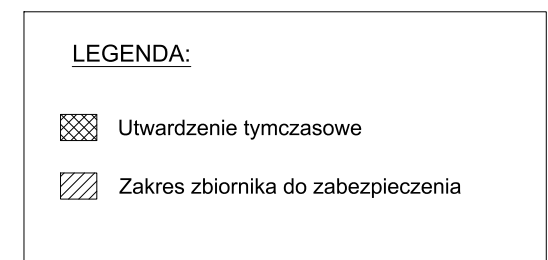 LEGENDA:
Utwardzenie tymczasowe
Zakres zbiornika do zabezpieczenia